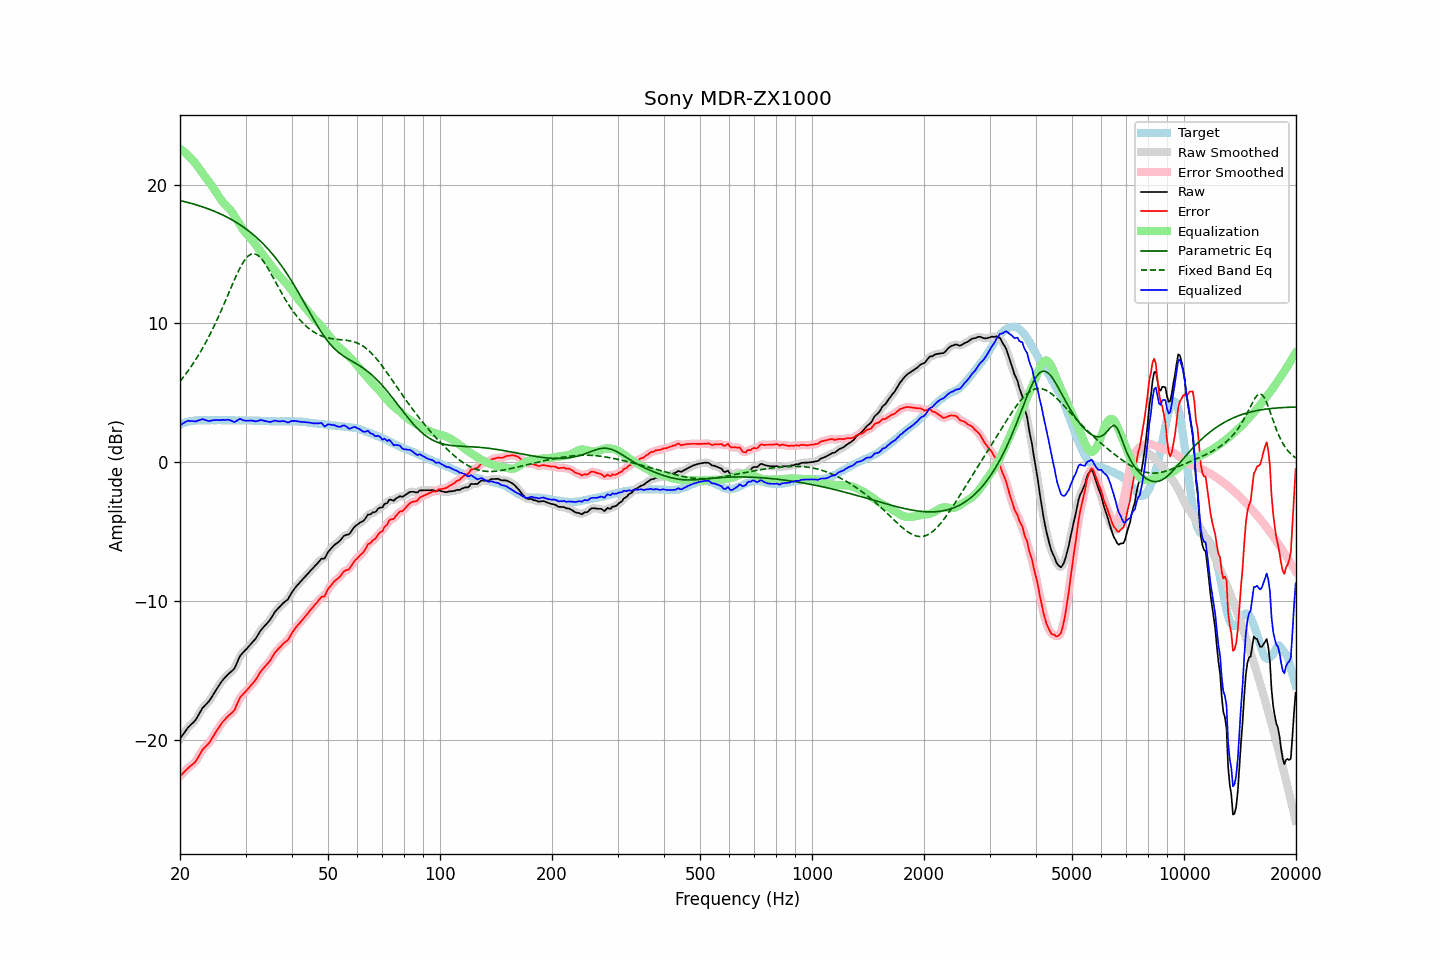 Sony MDR-ZX1000
Target
Raw Smoothed
Error Smoothed
Raw
Error
Equalization
Parametric Eq
Fixed Band Eq
Equalized
Amplitude (dBr)
20
10
0
−10
−20
20
50
100
200
500
1000
2000
5000
10000
20000
Frequency (Hz)